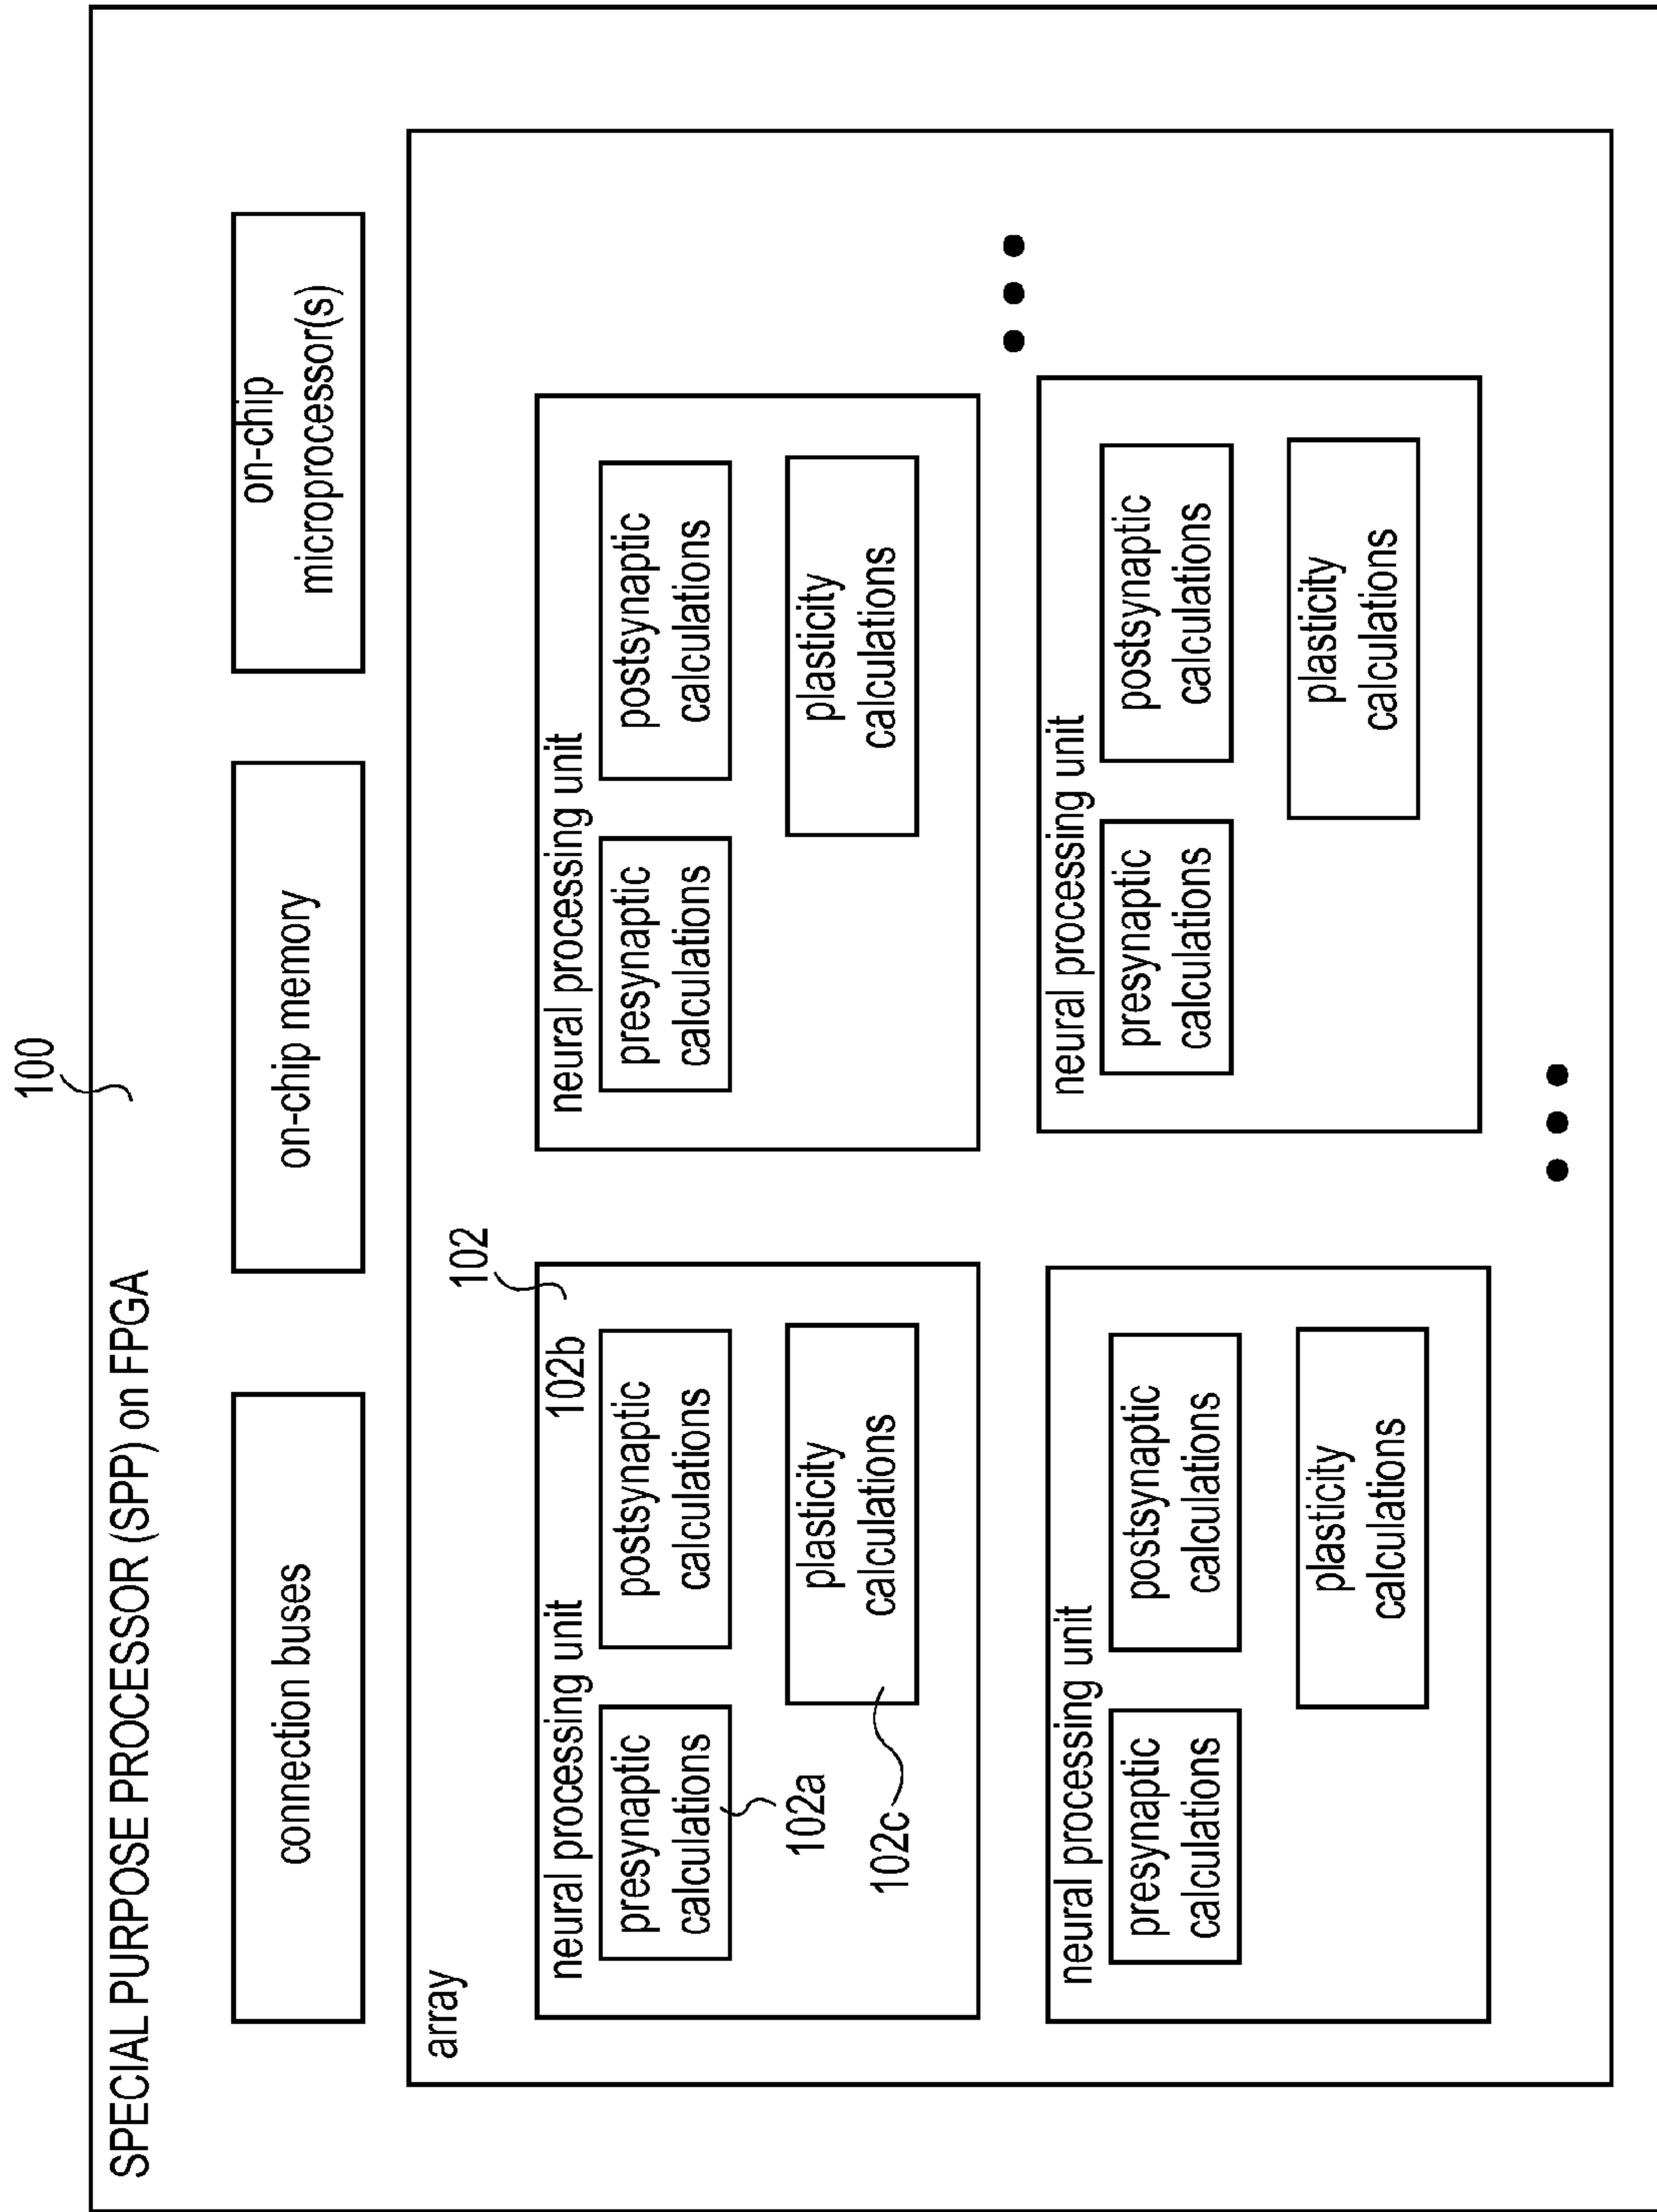 100
SPECIAL PURPOSE PROCESSOR (SPP) on FPGA
connection buses
on-chip memory
on-chip
microprocessor(s)
array
102
neural processing unit
102b
presynaptic
calculations
postsynaptic
calculations
102a
plasticity
calculations
102c
neural processing unit
presynaptic
calculations
postsynaptic
calculations
plasticity
calculations
neural processing unit
presynaptic
calculations
postsynaptic
calculations
plasticity
calculations
neural processing unit
presynaptic
calculations
postsynaptic
calculations
plasticity
calculations